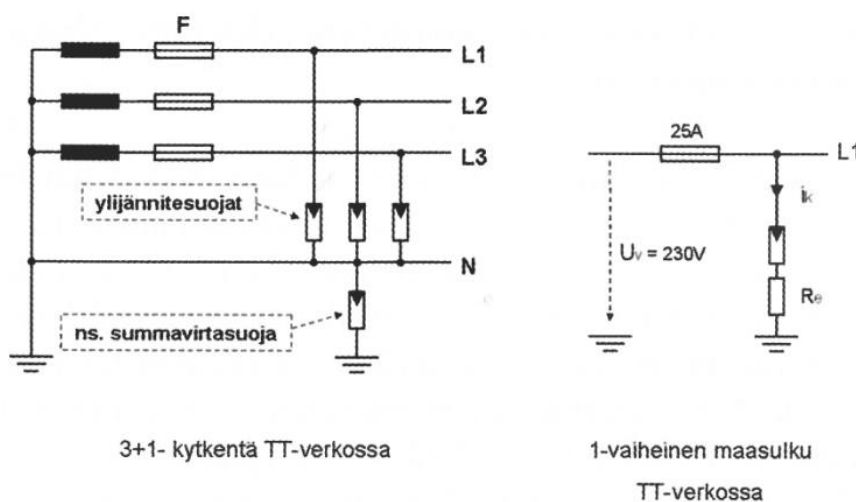 F
L1
L2
L3
ylijännitesuojat
N
ns. summavirtasuoja
3+1- kytkentä TT-verkossa
25A
L1
ik
Uv = 230V
Re
1-vaiheinen maasulku
TT-verkossa